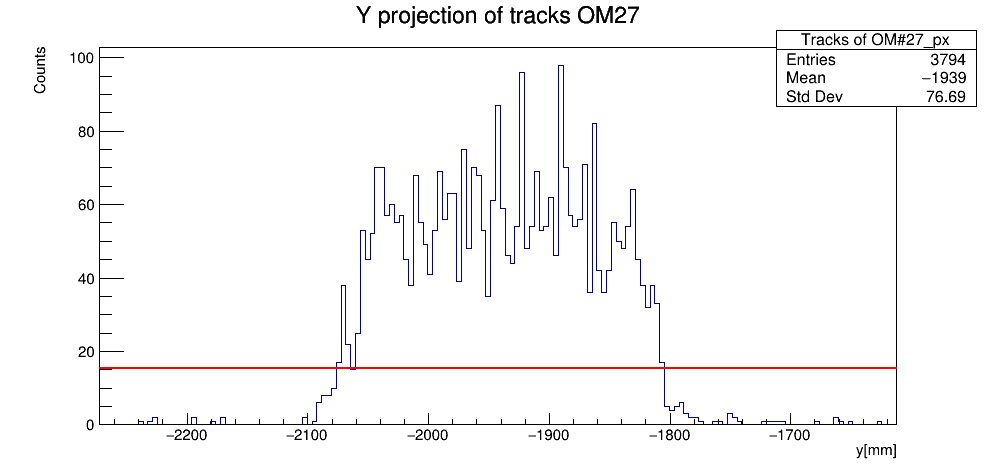 Y projection of tracks OM27
Tracks of OM#27_px
Entries 3794
Mean −1939
Std Dev 76.69
Counts
100
80
60
40
20
0
−2200 −2100 −2000 −1900 −1800 −1700
y[mm]